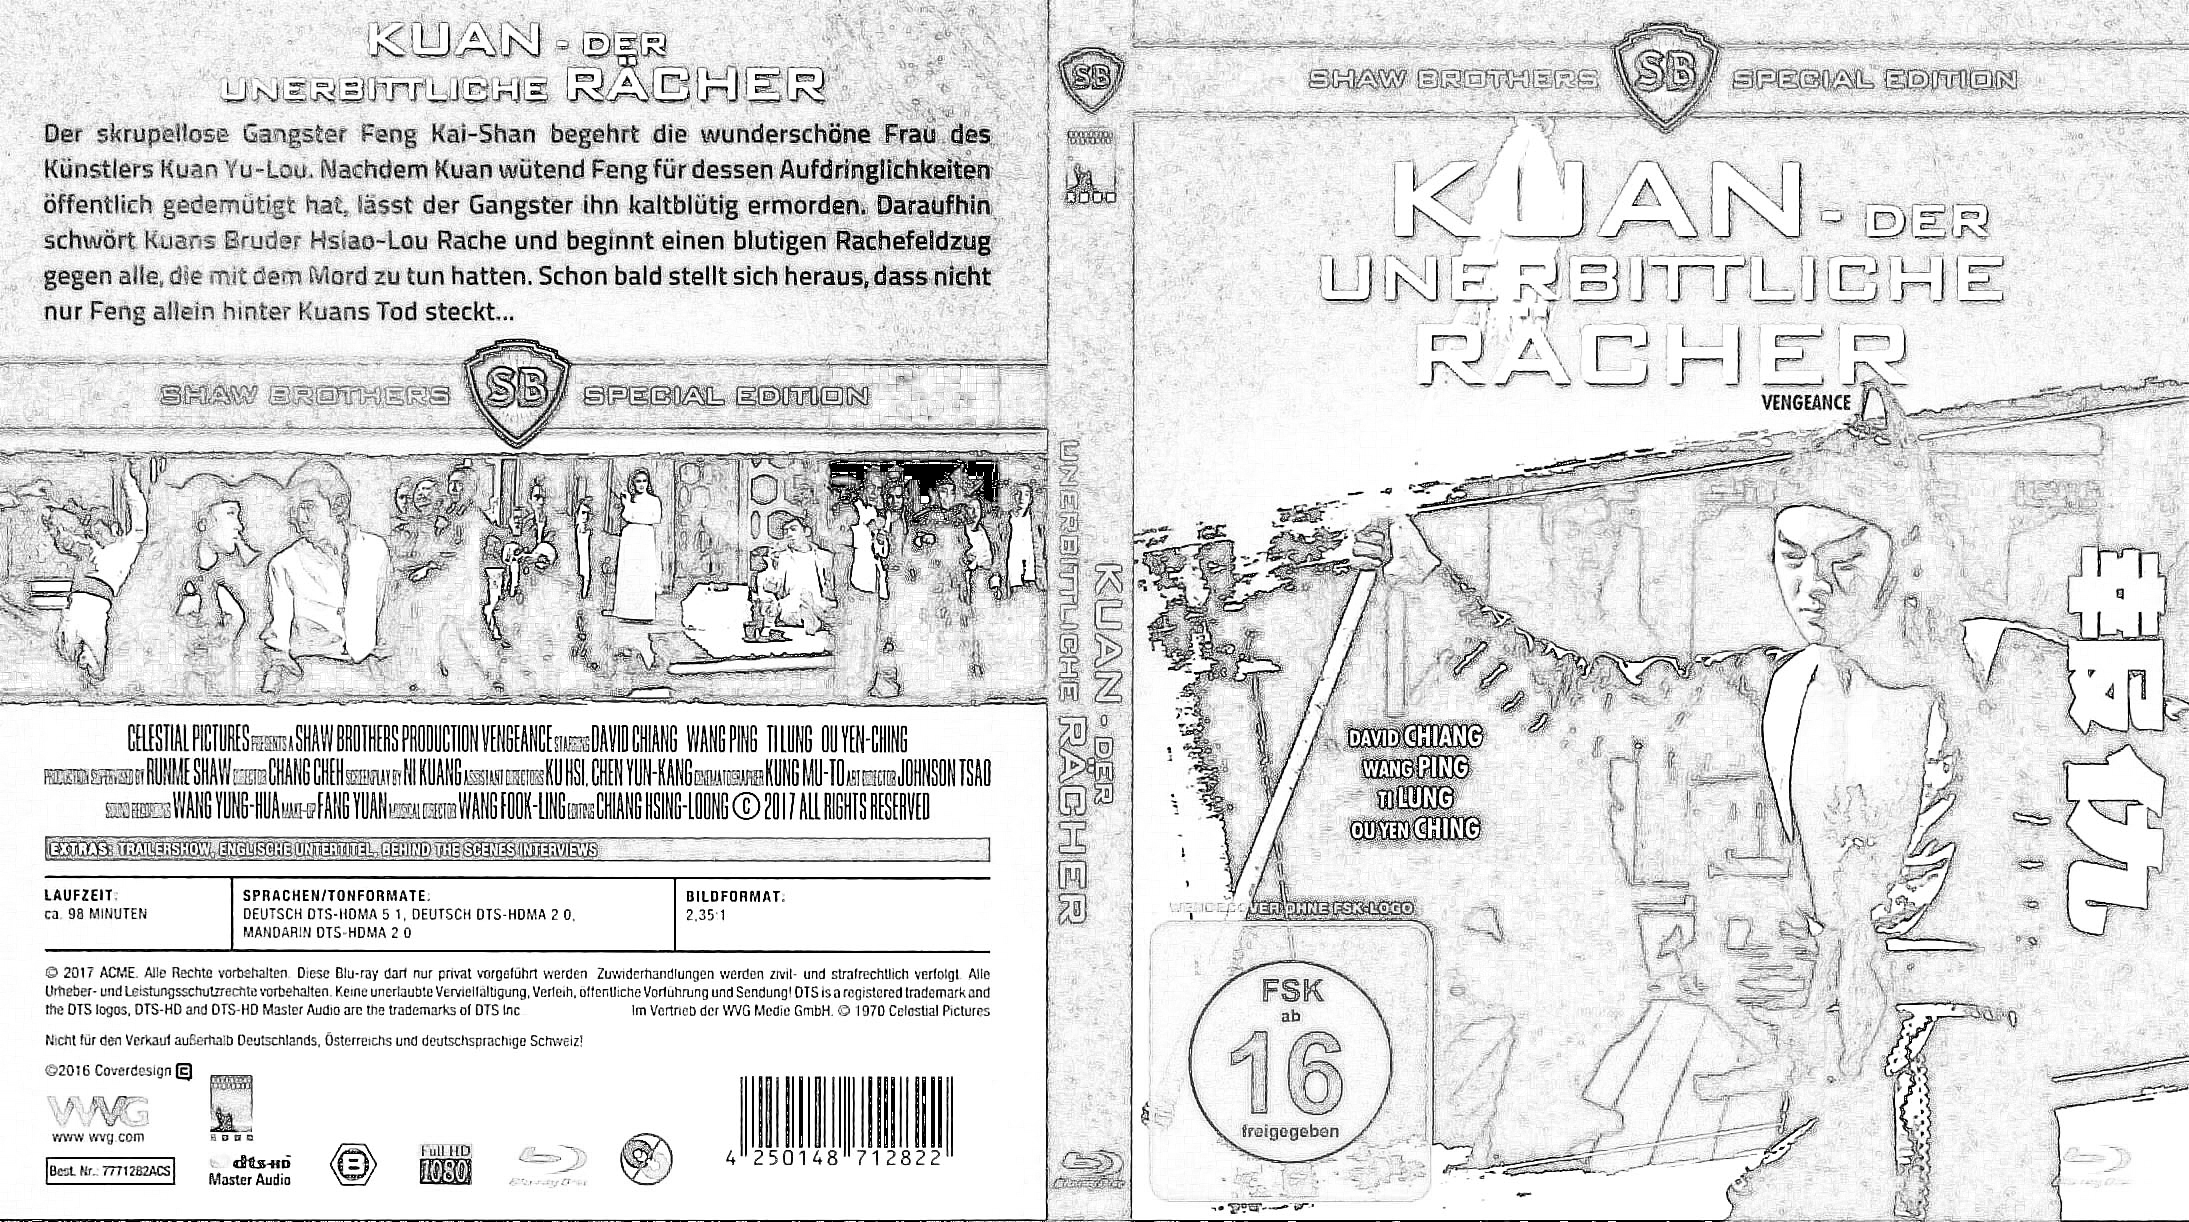 KUAN - DER
UNERBITTLICHE RÄCHER
Der skrupellose Gangster Feng Kai-Shan begehrt die wunderschöne Frau des
Künstlers Kuan Yu-Lou. Nachdem Kuan wütend Feng für dessen Aufdringlichkeiten
öffentlich gedemütigt hat, lässt der Gangster ihn kaltblütig ermorden. Daraufhin
schwört Kuans Bruder Hsiao-Lou Rache und beginnt einen blutigen Rachefeldzug
gegen alle, die mit dem Mord zu tun hatten. Schon bald stellt sich heraus, dass nicht
nur Feng allein hinter Kuans Tod steckt...
SHAW BROTHERS SB SPECIAL EDITION
CELESTIAL PICTURES PRESENTS A SHAW BROTHERS PRODUCTION VENGEANCE STARRING DAVID CHIANG WANG PING TI LUNG OU YEN-CHING
PRODUCTION SUPERVISED BY RUNME SHAW DIRECTOR CHANG CHEH SCREENPLAY BY NI KUANG ASSISTANT DIRECTORS KU HSI, CHEN YUN-KANG CINEMATOGRAPHER KUNG MU-TO ART DIRECTOR JOHNSON TSAO
SOUND RECORDING WANG YUNG-HUA MAKE-UP FANG YUAN MUSICAL DIRECTOR WANG FOOK-LING EDITING CHIANG HSING-LOONG © 2017 ALL RIGHTS RESERVED
EXTRAS: TRAILERSHOW, ENGLISCHE UNTERTITEL, BEHIND THE SCENES INTERVIEWS
LAUFZEIT:
ca. 98 MINUTEN
SPRACHEN/TONFORMATE:
DEUTSCH DTS-HDMA 5 1, DEUTSCH DTS-HDMA 2 0,
MANDARIN DTS-HDMA 2 0
BILDFORMAT:
2,35:1
© 2017 ACME. Alle Rechte vorbehalten. Diese Blu-ray darf nur privat vorgeführt werden Zuwiderhandlungen werden zivil- und strafrechtlich verfolgt. Alle
Urheber- und Leistungsschutzrechte vorbehalten. Keine unerlaubte Vervielfältigung, Verleih, öffentliche Vorführung und Sendung! DTS is a registered trademark and
the DTS logos, DTS-HD and DTS-HD Master Audio are the trademarks of DTS Inc Im Vertrieb der WVG Medie GmbH. © 1970 Celestial Pictures
Nicht für den Verkauf außerhalb Deutschlands, Österreichs und deutschsprachige Schweiz!
©2016 Coverdesign
WVG
www wvg.com
Best. Nr.: 7771282ACS
dts-HD
Master Audio
B
Full HD
1080
Blu-ray Disc
4 250148 712822
SB
UNERBITTLICHE RÄCHER
KUAN - DER
SHAW BROTHERS SB SPECIAL EDITION
KUAN - DER
UNERBITTLICHE
RÄCHER
VENGEANCE
報仇
DAVID CHIANG
WANG PING
TI LUNG
OU YEN CHING
WENDECOVER OHNE FSK-LOGO
FSK
ab
16
freigegeben